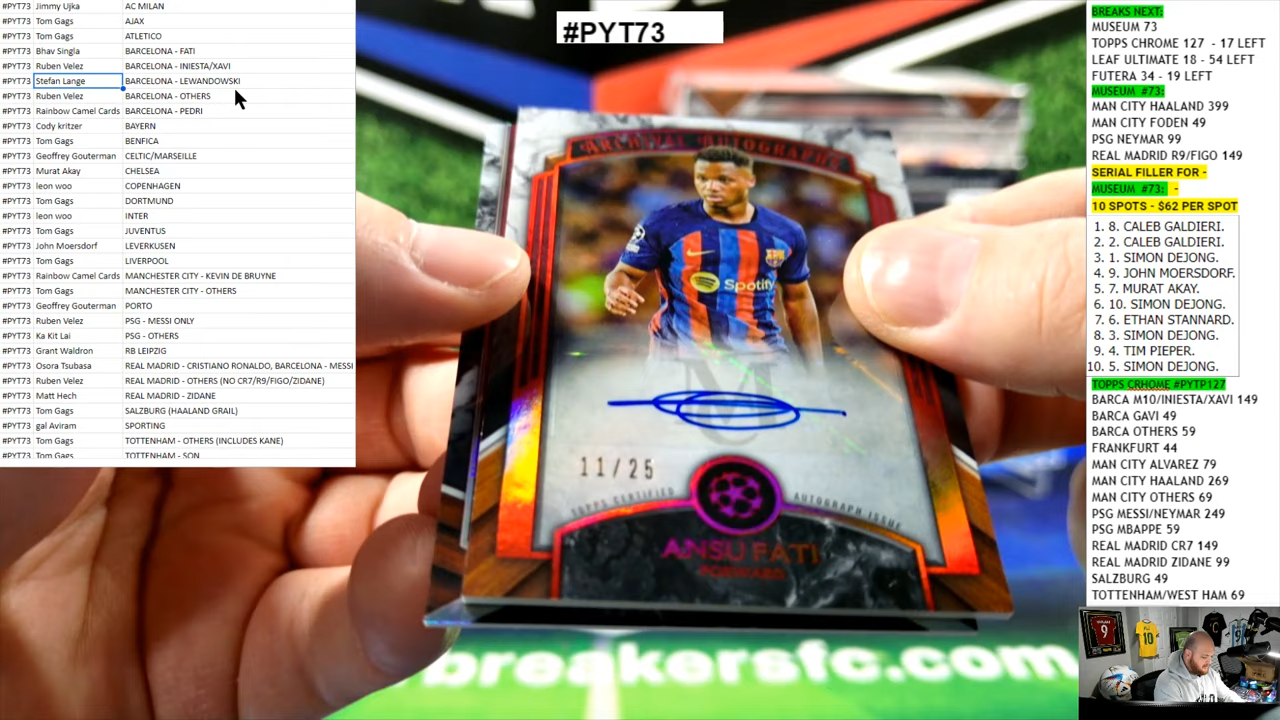 #PYT73 Jimmy Ujka AC MILAN
#PYT73 Tom Gags AJAX
#PYT73 Tom Gags ATLETICO
#PYT73 Bhav Singla BARCELONA - FATI
#PYT73 Ruben Velez BARCELONA - INIESTA/XAVI
#PYT73 Stefan Lange BARCELONA - LEWANDOWSKI
#PYT73 Ruben Velez BARCELONA - OTHERS
#PYT73 Rainbow Camel Cards BARCELONA - PEDRI
#PYT73 Cody kritzer BAYERN
#PYT73 Tom Gags BENFICA
#PYT73 Geoffrey Gouterman CELTIC/MARSEILLE
#PYT73 Murat Akay CHELSEA
#PYT73 leon woo COPENHAGEN
#PYT73 Tom Gags DORTMUND
#PYT73 leon woo INTER
#PYT73 Tom Gags JUVENTUS
#PYT73 John Moersdorf LEVERKUSEN
#PYT73 Tom Gags LIVERPOOL
#PYT73 Rainbow Camel Cards MANCHESTER CITY - KEVIN DE BRUYNE
#PYT73 Tom Gags MANCHESTER CITY - OTHERS
#PYT73 Geoffrey Gouterman PORTO
#PYT73 Ruben Velez PSG - MESSI ONLY
#PYT73 Ka Kit Lai PSG - OTHERS
#PYT73 Grant Waldron RB LEIPZIG
#PYT73 Osora Tsubasa REAL MADRID - CRISTIANO RONALDO, BARCELONA - MESSI
#PYT73 Ruben Velez REAL MADRID - OTHERS (NO CR7/R9/FIGO/ZIDANE)
#PYT73 Matt Hech REAL MADRID - ZIDANE
#PYT73 Tom Gags SALZBURG (HAALAND GRAIL)
#PYT73 gal Aviram SPORTING
#PYT73 Tom Gags TOTTENHAM - OTHERS (INCLUDES KANE)
#PYT73 Tom Gags TOTTENHAM - SON
#PYT73
ARCHIVAL AUTOGRAPHS
Spotify
11/25
TOPPS CERTIFIED AUTOGRAPH ISSUE
ANSU FATI
FORWARD
breakersfc.com
BREAKS NEXT:
MUSEUM 73
TOPPS CHROME 127 - 17 LEFT
LEAF ULTIMATE 18 - 54 LEFT
FUTERA 34 - 19 LEFT
MUSEUM #73:
MAN CITY HAALAND 399
MAN CITY FODEN 49
PSG NEYMAR 99
REAL MADRID R9/FIGO 149
SERIAL FILLER FOR -
MUSEUM #73: -
10 SPOTS - $62 PER SPOT
1. 8. CALEB GALDIERI.
2. 2. CALEB GALDIERI.
3. 1. SIMON DEJONG.
4. 9. JOHN MOERSDORF.
5. 7. MURAT AKAY.
6. 10. SIMON DEJONG.
7. 6. ETHAN STANNARD.
8. 3. SIMON DEJONG.
9. 4. TIM PIEPER.
10. 5. SIMON DEJONG.
TOPPS CRHOME #PYTP127
BARCA M10/INIESTA/XAVI 149
BARCA GAVI 49
BARCA OTHERS 59
FRANKFURT 44
MAN CITY ALVAREZ 79
MAN CITY HAALAND 269
MAN CITY OTHERS 69
PSG MESSI/NEYMAR 249
PSG MBAPPE 59
REAL MADRID CR7 149
REAL MADRID ZIDANE 99
SALZBURG 49
TOTTENHAM/WEST HAM 69
9
10